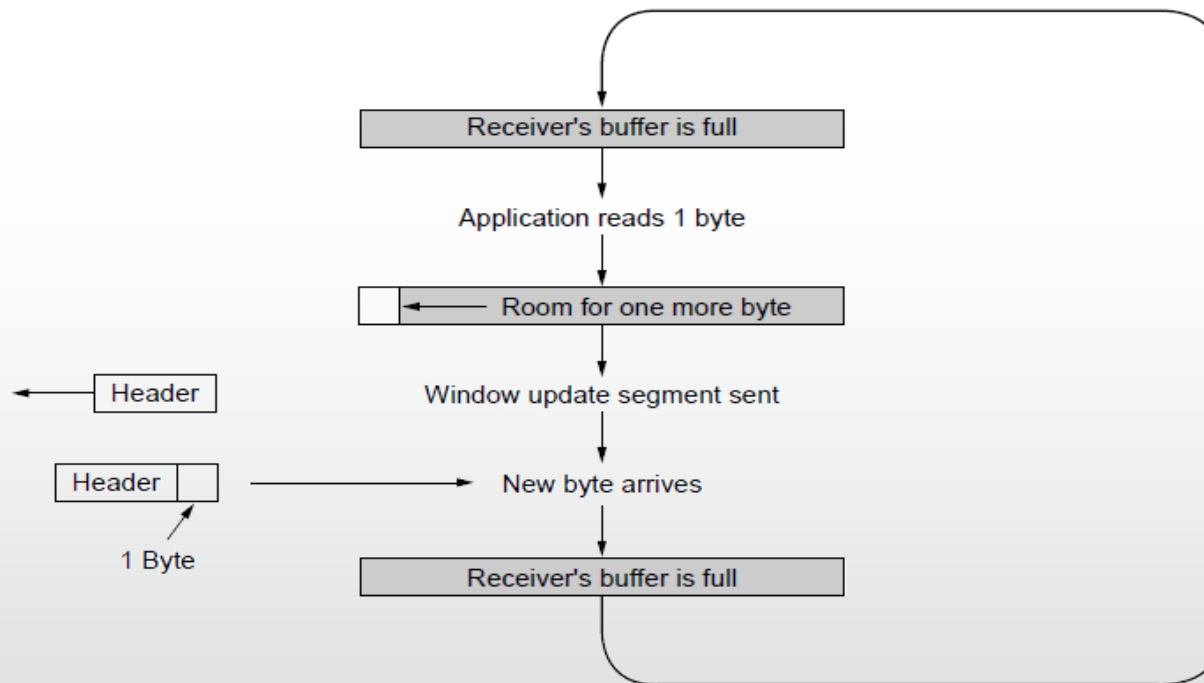 Receiver's buffer is full
Application reads 1 byte
Room for one more byte
Header
Window update segment sent
Header
New byte arrives
1 Byte
Receiver's buffer is full